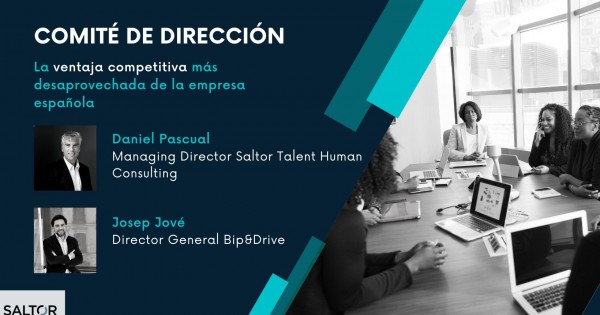 COMITÉ DE DIRECCIÓN
La ventaja competitiva más
desaprovechada de la empresa
española
Daniel Pascual
Managing Director Saltor Talent Human
Consulting
Josep Jové
Director General Bip&Drive
SALTOR